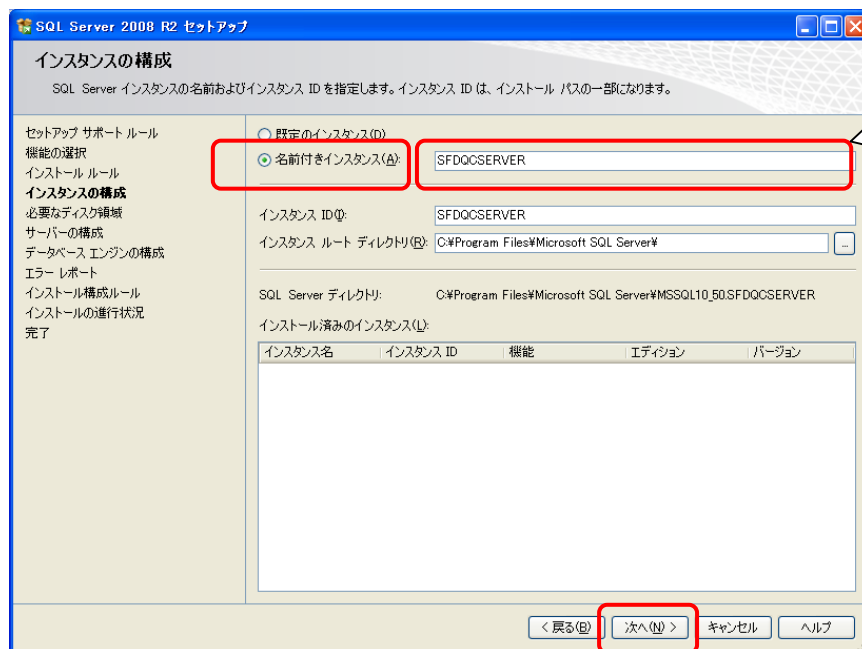 SQL Server 2008 R2 セットアップ
インスタンスの構成
SQL Server インスタンスの名前およびインスタンス ID を指定します。インスタンス ID は、インストール パスの一部になります。
セットアップ サポート ルール
機能の選択
インストール ルール
インスタンスの構成
必要なディスク領域
サーバーの構成
データベース エンジンの構成
エラー レポート
インストール構成ルール
インストールの進行状況
完了
既定のインスタンス(D)
名前付きインスタンス(A): SFDQCSERVER
インスタンス ID(I): SFDQCSERVER
インスタンス ルート ディレクトリ(R): C:¥Program Files¥Microsoft SQL Server¥ ...
SQL Server ディレクトリ: C:¥Program Files¥Microsoft SQL Server¥MSSQL10_50.SFDQCSERVER
インストール済みのインスタンス(L):
インスタンス名 インスタンス ID 機能 エディション バージョン
< 戻る(B) 次へ(N) > キャンセル ヘルプ